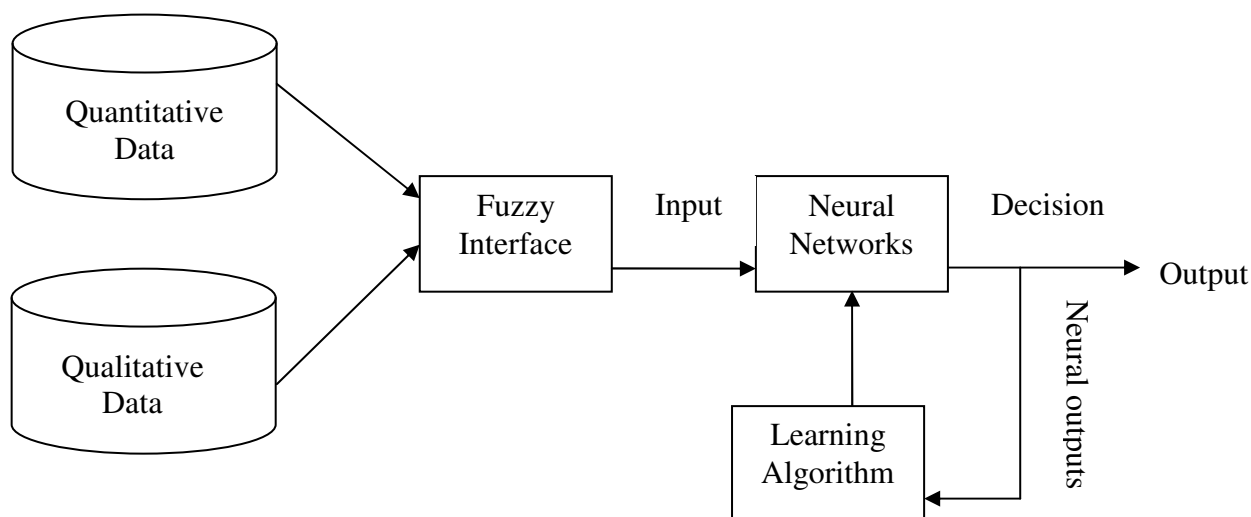 Quantitative
Data
Fuzzy
Interface
Input
Neural
Networks
Decision
Output
Neural outputs
Qualitative
Data
Learning
Algorithm